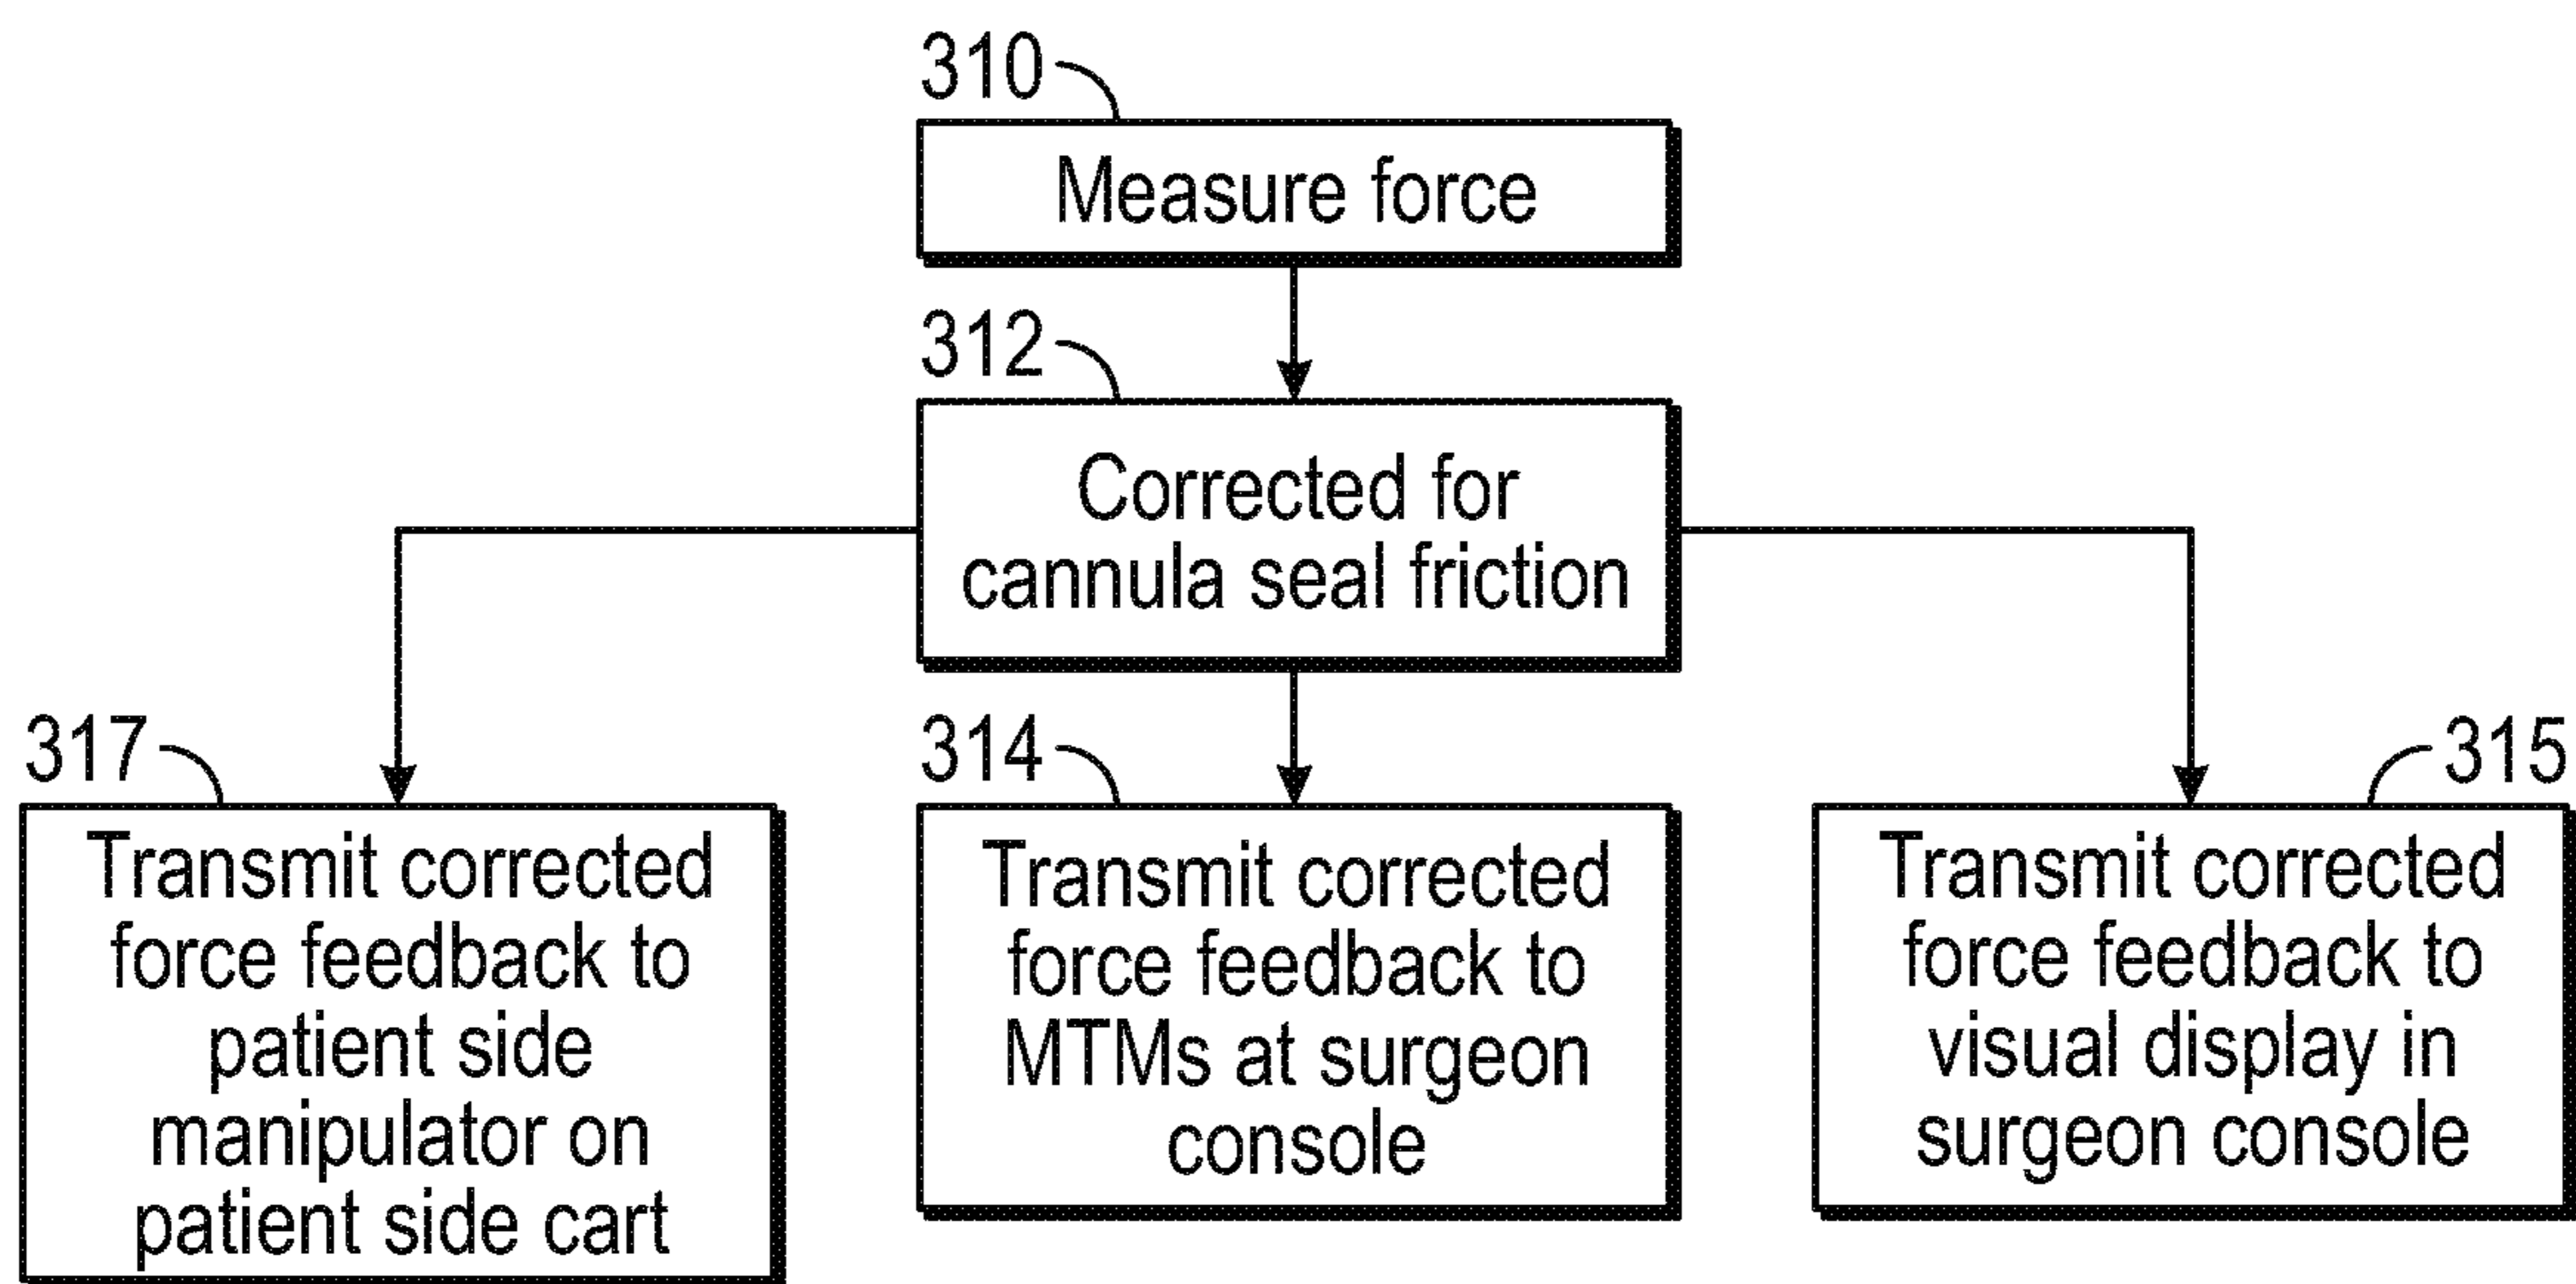 310
Measure force
312
Corrected for
cannula seal friction
317
Transmit corrected
force feedback to
patient side
manipulator on
patient side cart
314
Transmit corrected
force feedback to
MTMs at surgeon
console
315
Transmit corrected
force feedback to
visual display in
surgeon console